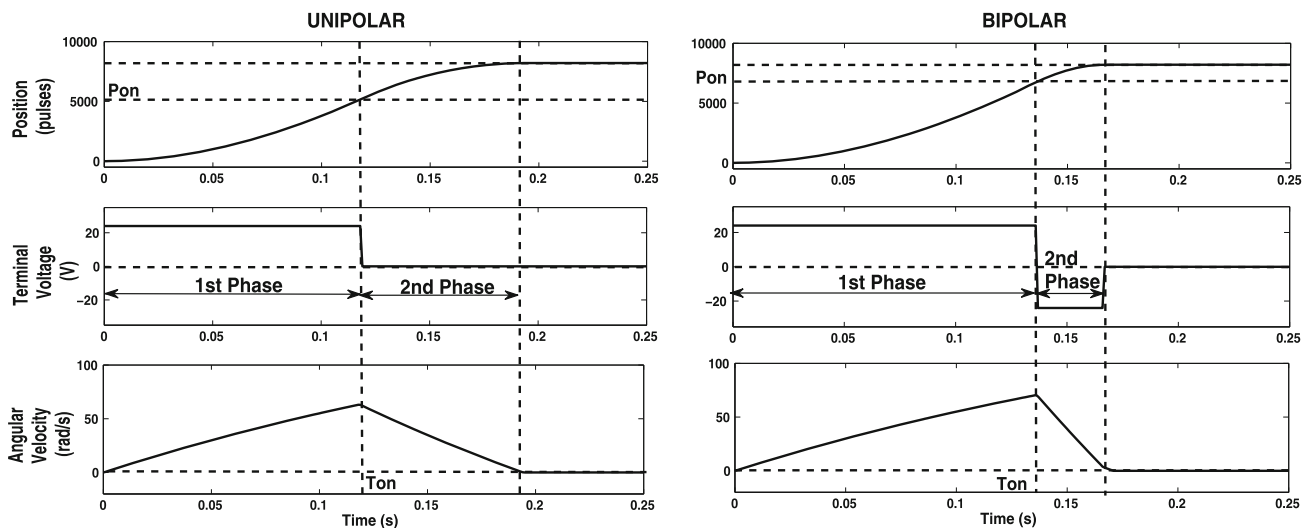 UNIPOLAR
Position
(pulses)
10000
5000
0
Pon
0 0.05 0.1 0.15 0.2 0.25
Terminal
Voltage
(V)
20
0
−20
1st Phase
2nd Phase
0 0.05 0.1 0.15 0.2 0.25
Angular
Velocity
(rad/s)
100
50
0
Ton
0 0.05 0.1 0.15 0.2 0.25
Time (s)
BIPOLAR
10000
Pon
5000
0
0 0.05 0.1 0.15 0.2 0.25
20
0
−20
1st Phase
2nd
Phase
0 0.05 0.1 0.15 0.2 0.25
100
50
0
Ton
0 0.05 0.1 0.15 0.2 0.25
Time (s)